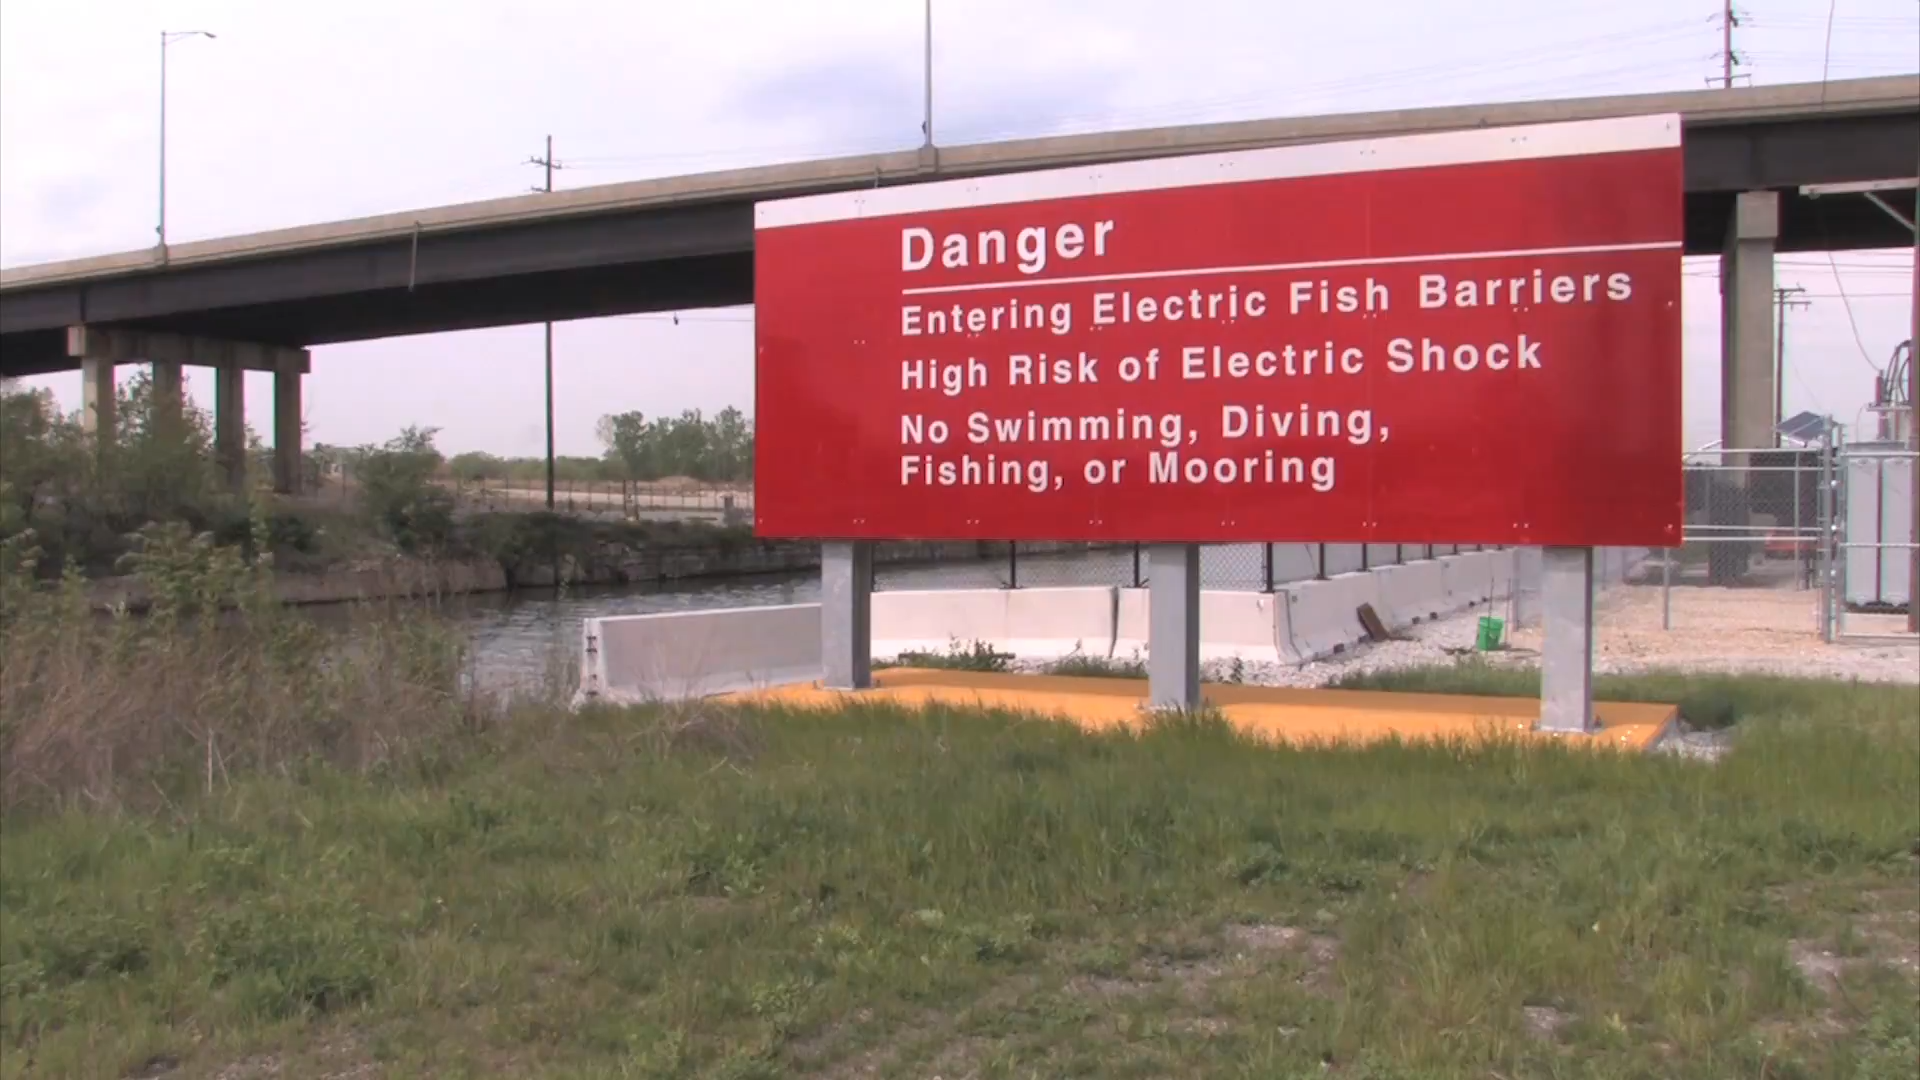 Danger
Entering Electric Fish Barriers
High Risk of Electric Shock
No Swimming, Diving,
Fishing, or Mooring